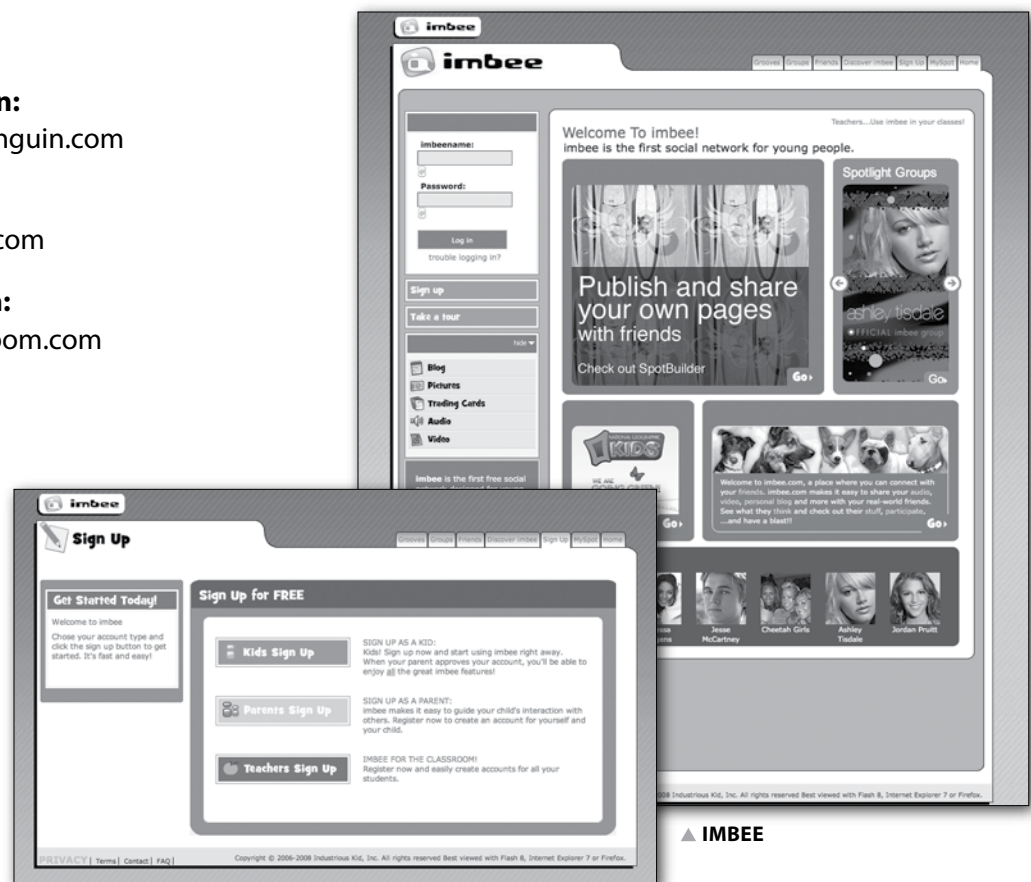 n:
nguin.com
com
n:
oom.com
imbee
imbee
Grooves Groups Friends Discover imbee Sign Up MySpot Home
Teachers...Use imbee in your classes!
imbeename:
Password:
Log in
trouble logging in?
Sign up
Take a tour
hide
Blog
Pictures
Trading Cards
Audio
Video
imbee is the first free social
Welcome To imbee!
imbee is the first social network for young people.
Publish and share
your own pages
with friends
Check out SpotBuilder
Go
Spotlight Groups
ashley tisdale
OFFICIAL imbee group
Go
NATIONAL GEOGRAPHIC
KIDS
WE ARE
GOING GREEN!
Go
Welcome to imbee.com, a place where you can connect with
your friends. imbee.com makes it easy to share your audio,
video, personal blog and more with your real-world friends.
See what they think and check out their stuff, participate,
...and have a blast!!
Go
Jesse
McCartney
Cheetah Girls
Ashley
Tisdale
Jordan Pruitt
2008 Industrious Kid, Inc. All rights reserved Best viewed with Flash 8, Internet Explorer 7 or Firefox.
imbee
Sign Up
Grooves Groups Friends Discover imbee Sign Up MySpot Home
Get Started Today!
Welcome to imbee
Chose your account type and
click the sign up button to get
started. It's fast and easy!
Sign Up for FREE
Kids Sign Up
SIGN UP AS A KID:
Kids! Sign up now and start using imbee right away.
When your parent approves your account, you'll be able to
enjoy all the great imbee features!
Parents Sign Up
SIGN UP AS A PARENT:
imbee makes it easy to guide your child's interaction with
others. Register now to create an account for yourself and
your child.
Teachers Sign Up
IMBEE FOR THE CLASSROOM!
Register now and easily create accounts for all your
students.
PRIVACY | Terms | Contact | FAQ |
Copyright © 2006-2008 Industrious Kid, Inc. All rights reserved Best viewed with Flash 8, Internet Explorer 7 or Firefox.
▲ IMBEE